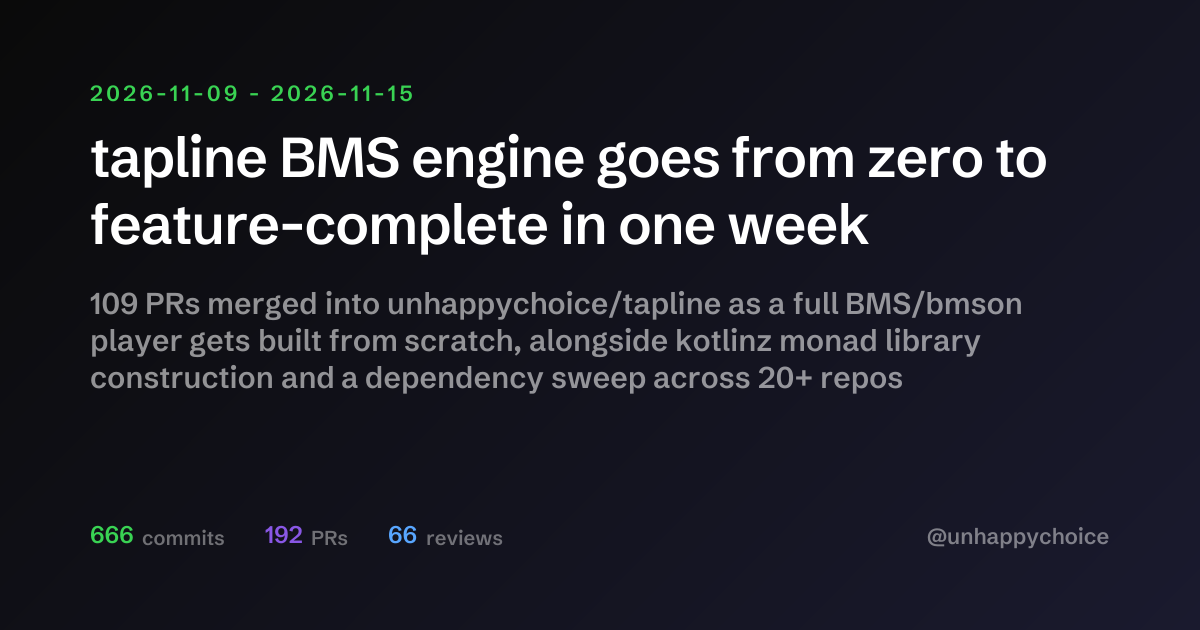 2026-11-09 - 2026-11-15
tapline BMS engine goes from zero to
feature-complete in one week
109 PRs merged into unhappychoice/tapline as a full BMS/bmson
player gets built from scratch, alongside kotlinz monad library
construction and a dependency sweep across 20+ repos
666 commits 192 PRs 66 reviews @unhappychoice